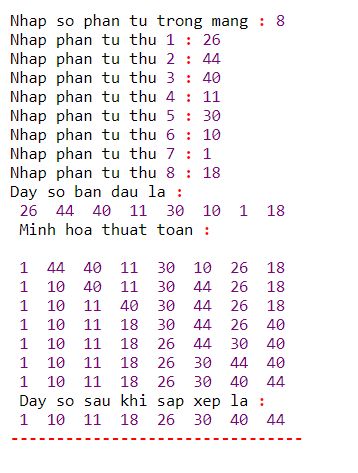 Nhap so phan tu trong mang : 8
Nhap phan tu thu 1 : 26
Nhap phan tu thu 2 : 44
Nhap phan tu thu 3 : 40
Nhap phan tu thu 4 : 11
Nhap phan tu thu 5 : 30
Nhap phan tu thu 6 : 10
Nhap phan tu thu 7 : 1
Nhap phan tu thu 8 : 18
Day so ban dau la :
26 44 40 11 30 10 1 18
Minh hoa thuat toan :
1 44 40 11 30 10 26 18
1 10 40 11 30 44 26 18
1 10 11 40 30 44 26 18
1 10 11 18 30 44 26 40
1 10 11 18 26 44 30 40
1 10 11 18 26 30 44 40
1 10 11 18 26 30 40 44
Day so sau khi sap xep la :
1 10 11 18 26 30 40 44
-------------------------------